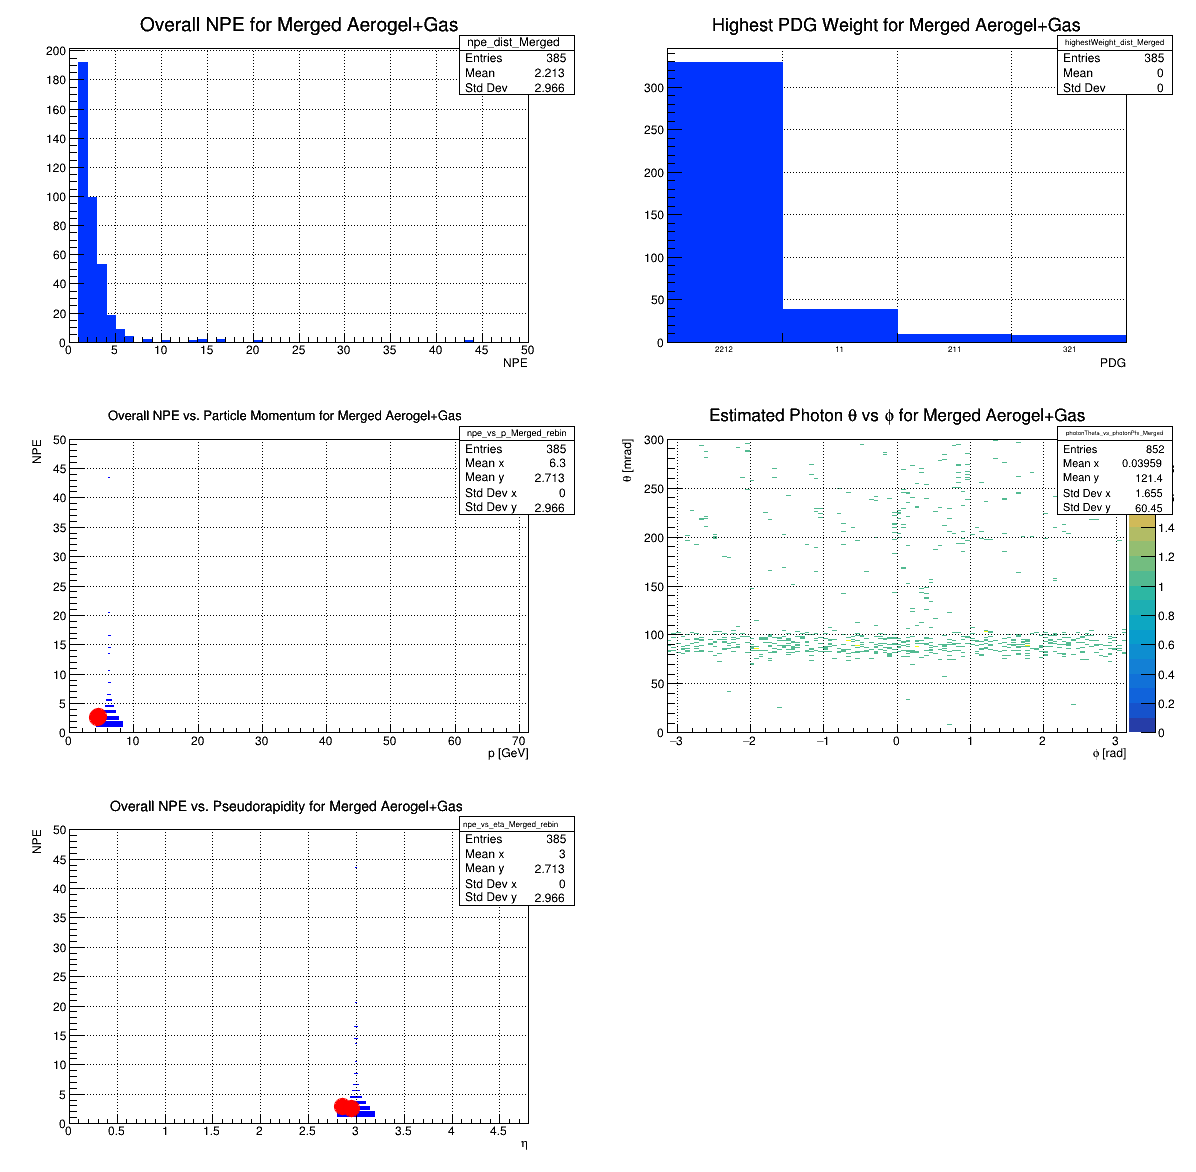 Overall NPE for Merged Aerogel+Gas
npe_dist_Merged
Entries 385
Mean 2.213
Std Dev 2.966
200
180
160
140
120
100
80
60
40
20
0
0 5 10 15 20 25 30 35 40 45 50
NPE
Highest PDG Weight for Merged Aerogel+Gas
highestWeight_dist_Merged
Entries 385
Mean 0
Std Dev 0
300
250
200
150
100
50
0
2212 11 211 321
PDG
Overall NPE vs. Particle Momentum for Merged Aerogel+Gas
NPE
npe_vs_p_Merged_rebin
Entries 385
Mean x 6.3
Mean y 2.713
Std Dev x 0
Std Dev y 2.966
50
45
40
35
30
25
20
15
10
5
0
0 10 20 30 40 50 60 70
p [GeV]
Estimated Photon θ vs ϕ for Merged Aerogel+Gas
θ [mrad]
photonTheta_vs_photonPhi_Merged
Entries 852
Mean x 0.03959
Mean y 121.4
Std Dev x 1.655
Std Dev y 60.45
300
250
200
150
100
50
0
−3 −2 −1 0 1 2 3
ϕ [rad]
1.4
1.2
1
0.8
0.6
0.4
0.2
0
Overall NPE vs. Pseudorapidity for Merged Aerogel+Gas
NPE
npe_vs_eta_Merged_rebin
Entries 385
Mean x 3
Mean y 2.713
Std Dev x 0
Std Dev y 2.966
50
45
40
35
30
25
20
15
10
5
0
0 0.5 1 1.5 2 2.5 3 3.5 4 4.5
η